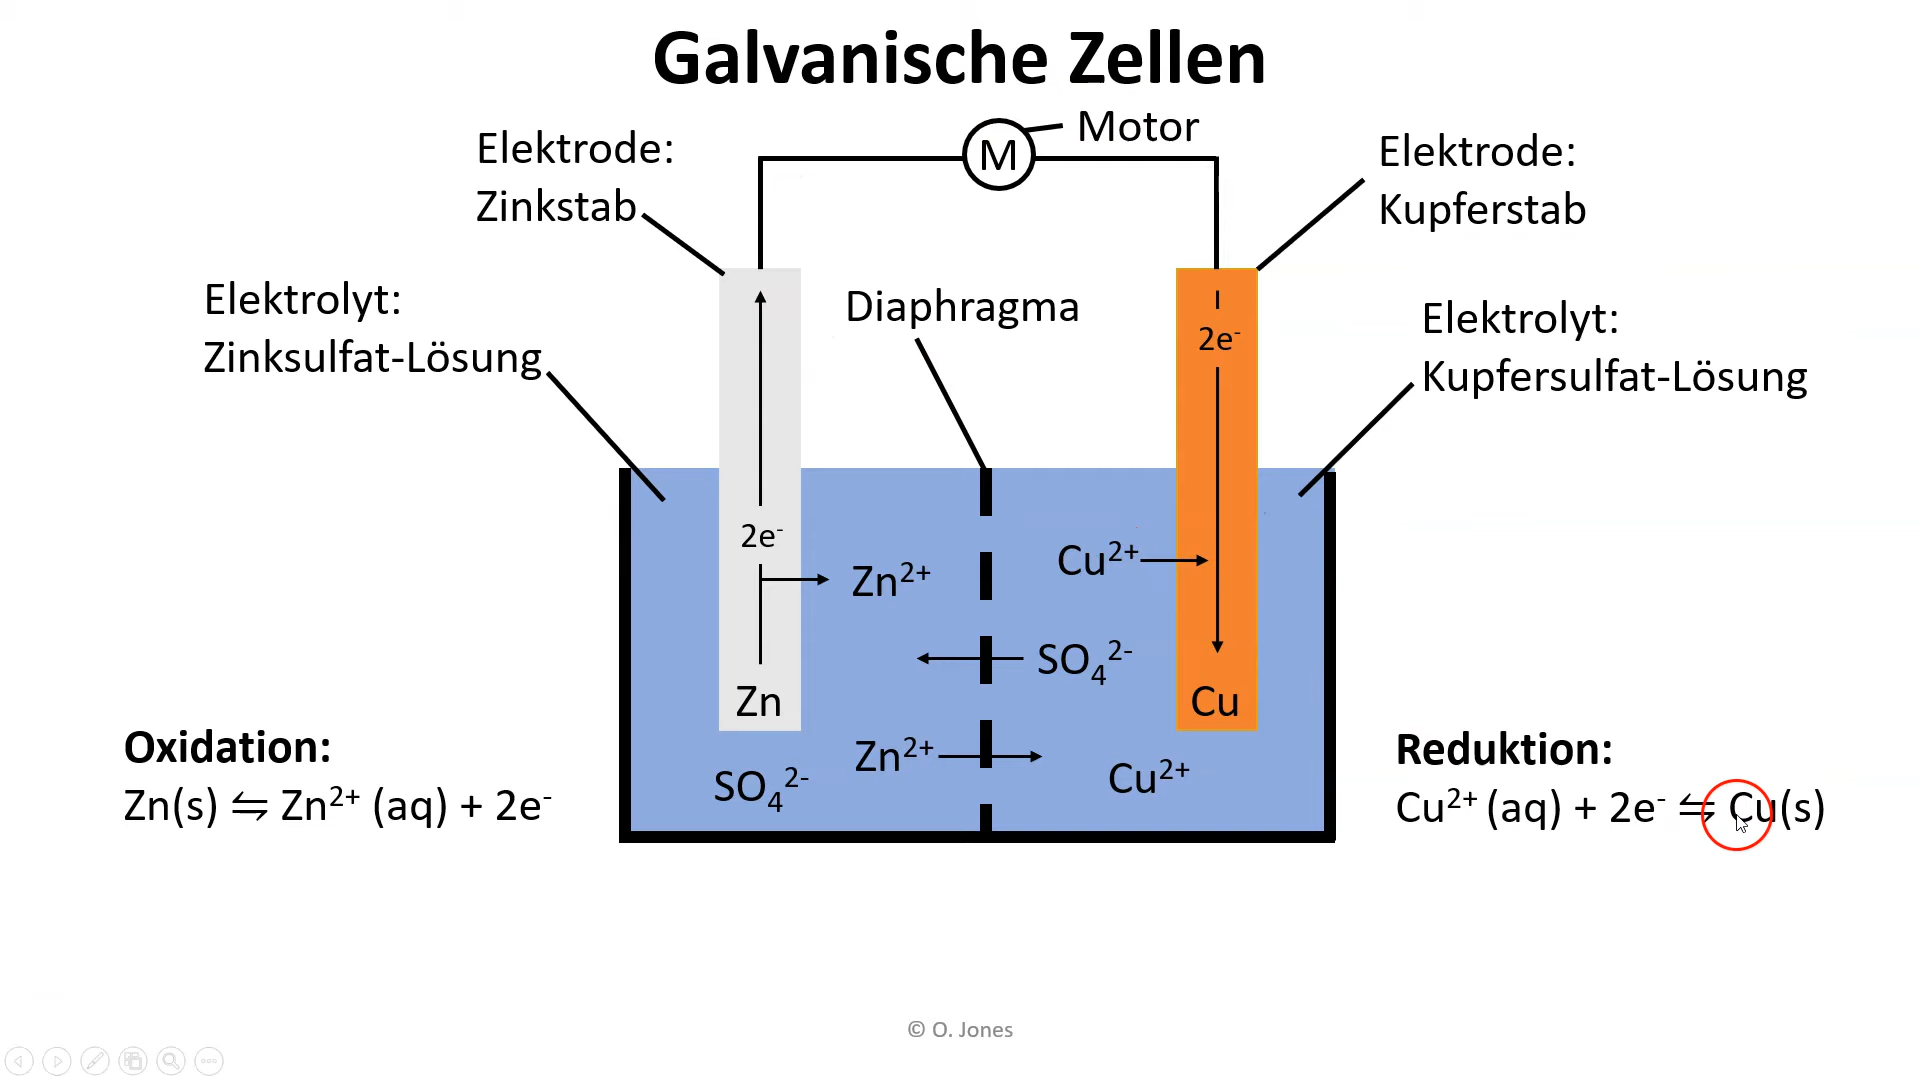 Galvanische Zellen
Motor
M
Elektrode:
Zinkstab
Elektrode:
Kupferstab
Elektrolyt:
Zinksulfat-Lösung
Diaphragma
Elektrolyt:
Kupfersulfat-Lösung
2e⁻
2e⁻
Zn²⁺
Cu²⁺
SO₄²⁻
Zn
Cu
Zn²⁺
SO₄²⁻
Cu²⁺
Oxidation:
Zn(s) ⇋ Zn²⁺ (aq) + 2e⁻
Reduktion:
Cu²⁺ (aq) + 2e⁻ ⇋ Cu(s)
© O. Jones